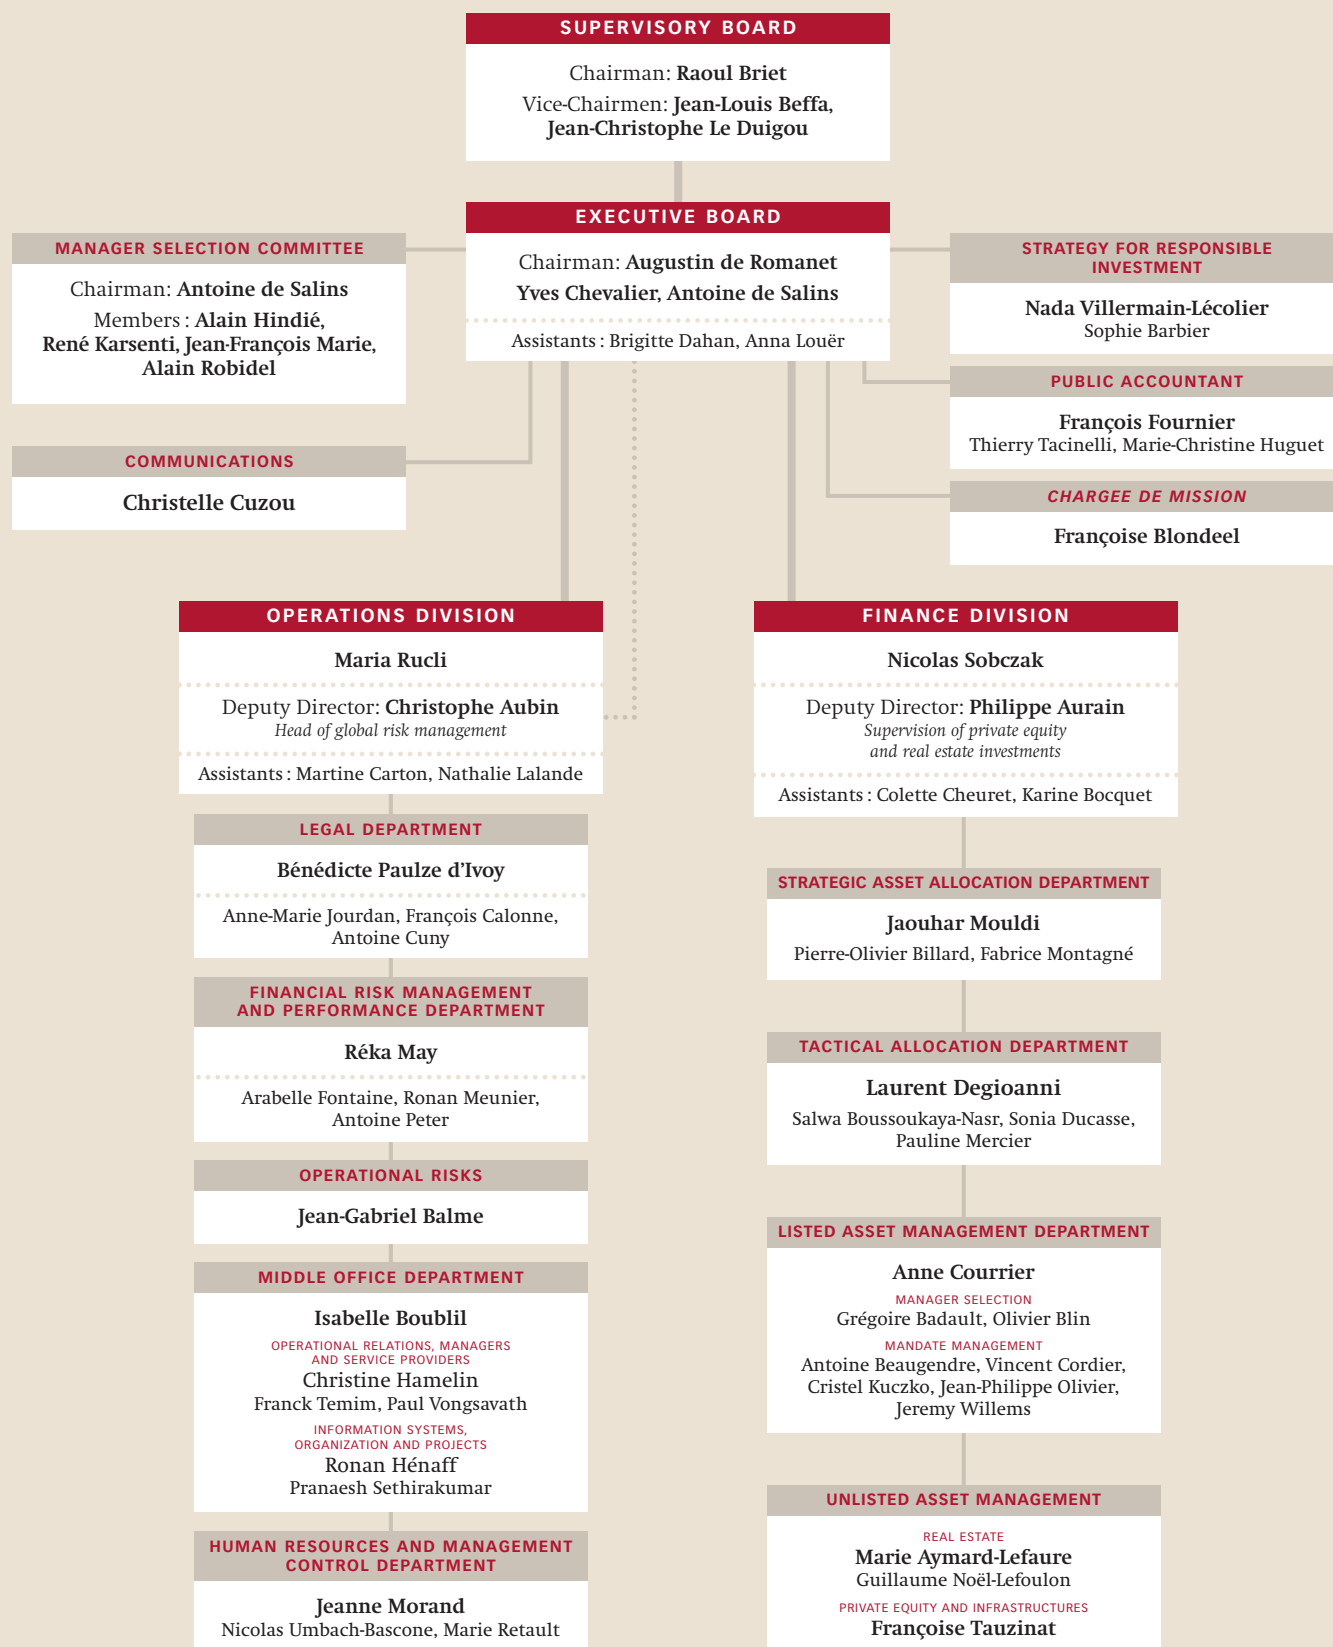 SUPERVISORY BOARD
Chairman: Raoul Briet
Vice-Chairmen: Jean-Louis Beffa,
Jean-Christophe Le Duigou
EXECUTIVE BOARD
Chairman: Augustin de Romanet
Yves Chevalier, Antoine de Salins
Assistants : Brigitte Dahan, Anna Louër
MANAGER SELECTION COMMITTEE
Chairman: Antoine de Salins
Members : Alain Hindié,
René Karsenti, Jean-François Marie,
Alain Robidel
COMMUNICATIONS
Christelle Cuzou
STRATEGY FOR RESPONSIBLE
INVESTMENT
Nada Villermain-Lécolier
Sophie Barbier
PUBLIC ACCOUNTANT
François Fournier
Thierry Tacinelli, Marie-Christine Huguet
CHARGEE DE MISSION
Françoise Blondeel
OPERATIONS DIVISION
Maria Rucli
Deputy Director: Christophe Aubin
Head of global risk management
Assistants : Martine Carton, Nathalie Lalande
LEGAL DEPARTMENT
Bénédicte Paulze d'Ivoy
Anne-Marie Jourdan, François Calonne,
Antoine Cuny
FINANCIAL RISK MANAGEMENT
AND PERFORMANCE DEPARTMENT
Réka May
Arabelle Fontaine, Ronan Meunier,
Antoine Peter
OPERATIONAL RISKS
Jean-Gabriel Balme
MIDDLE OFFICE DEPARTMENT
Isabelle Boublil
OPERATIONAL RELATIONS, MANAGERS
AND SERVICE PROVIDERS
Christine Hamelin
Franck Temim, Paul Vongsavath
INFORMATION SYSTEMS,
ORGANIZATION AND PROJECTS
Ronan Hénaff
Pranaesh Sethirakumar
HUMAN RESOURCES AND MANAGEMENT
CONTROL DEPARTMENT
Jeanne Morand
Nicolas Umbach-Bascone, Marie Retault
FINANCE DIVISION
Nicolas Sobczak
Deputy Director: Philippe Aurain
Supervision of private equity
and real estate investments
Assistants : Colette Cheuret, Karine Bocquet
STRATEGIC ASSET ALLOCATION DEPARTMENT
Jaouhar Mouldi
Pierre-Olivier Billard, Fabrice Montagné
TACTICAL ALLOCATION DEPARTMENT
Laurent Degioanni
Salwa Boussoukaya-Nasr, Sonia Ducasse,
Pauline Mercier
LISTED ASSET MANAGEMENT DEPARTMENT
Anne Courrier
MANAGER SELECTION
Grégoire Badault, Olivier Blin
MANDATE MANAGEMENT
Antoine Beaugendre, Vincent Cordier,
Cristel Kuczko, Jean-Philippe Olivier,
Jeremy Willems
UNLISTED ASSET MANAGEMENT
REAL ESTATE
Marie Aymard-Lefaure
Guillaume Noël-Lefoulon
PRIVATE EQUITY AND INFRASTRUCTURES
Françoise Tauzinat